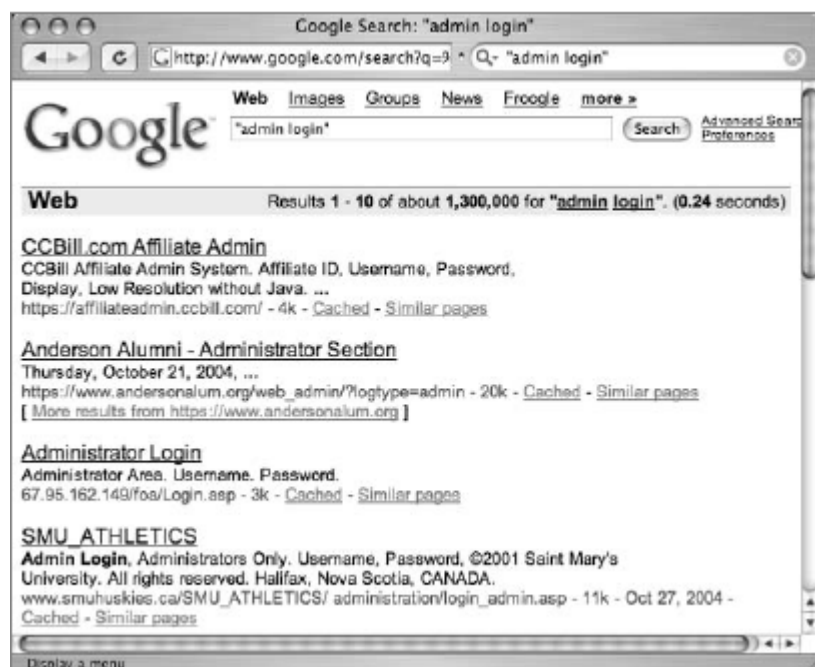 Google Search: "admin login"
http://www.google.com/search?q=9 "admin login"
Web Images Groups News Froogle more »
Google
"admin login" Search Advanced Sear
Preferences
Web Results 1 - 10 of about 1,300,000 for "admin login". (0.24 seconds)
CCBill.com Affiliate Admin
CCBill Affiliate Admin System. Affiliate ID, Username, Password,
Display, Low Resolution without Java. ...
https://affiliateadmin.ccbill.com/ - 4k - Cached - Similar pages
Anderson Alumni - Administrator Section
Thursday, October 21, 2004, ...
https://www.andersonalum.org/web_admin/?logtype=admin - 20k - Cached - Similar pages
[ More results from https://www.andersonalum.org ]
Administrator Login
Administrator Area. Username. Password.
67.95.162.149/foa/Login.asp - 3k - Cached - Similar pages
SMU_ATHLETICS
Admin Login, Administrators Only. Username, Password, ©2001 Saint Mary's
University. All rights reserved. Halifax, Nova Scotia, CANADA.
www.smuhuskies.ca/SMU_ATHLETICS/ administration/login_admin.asp - 11k - Oct 27, 2004 -
Cached - Similar pages
Display a menu